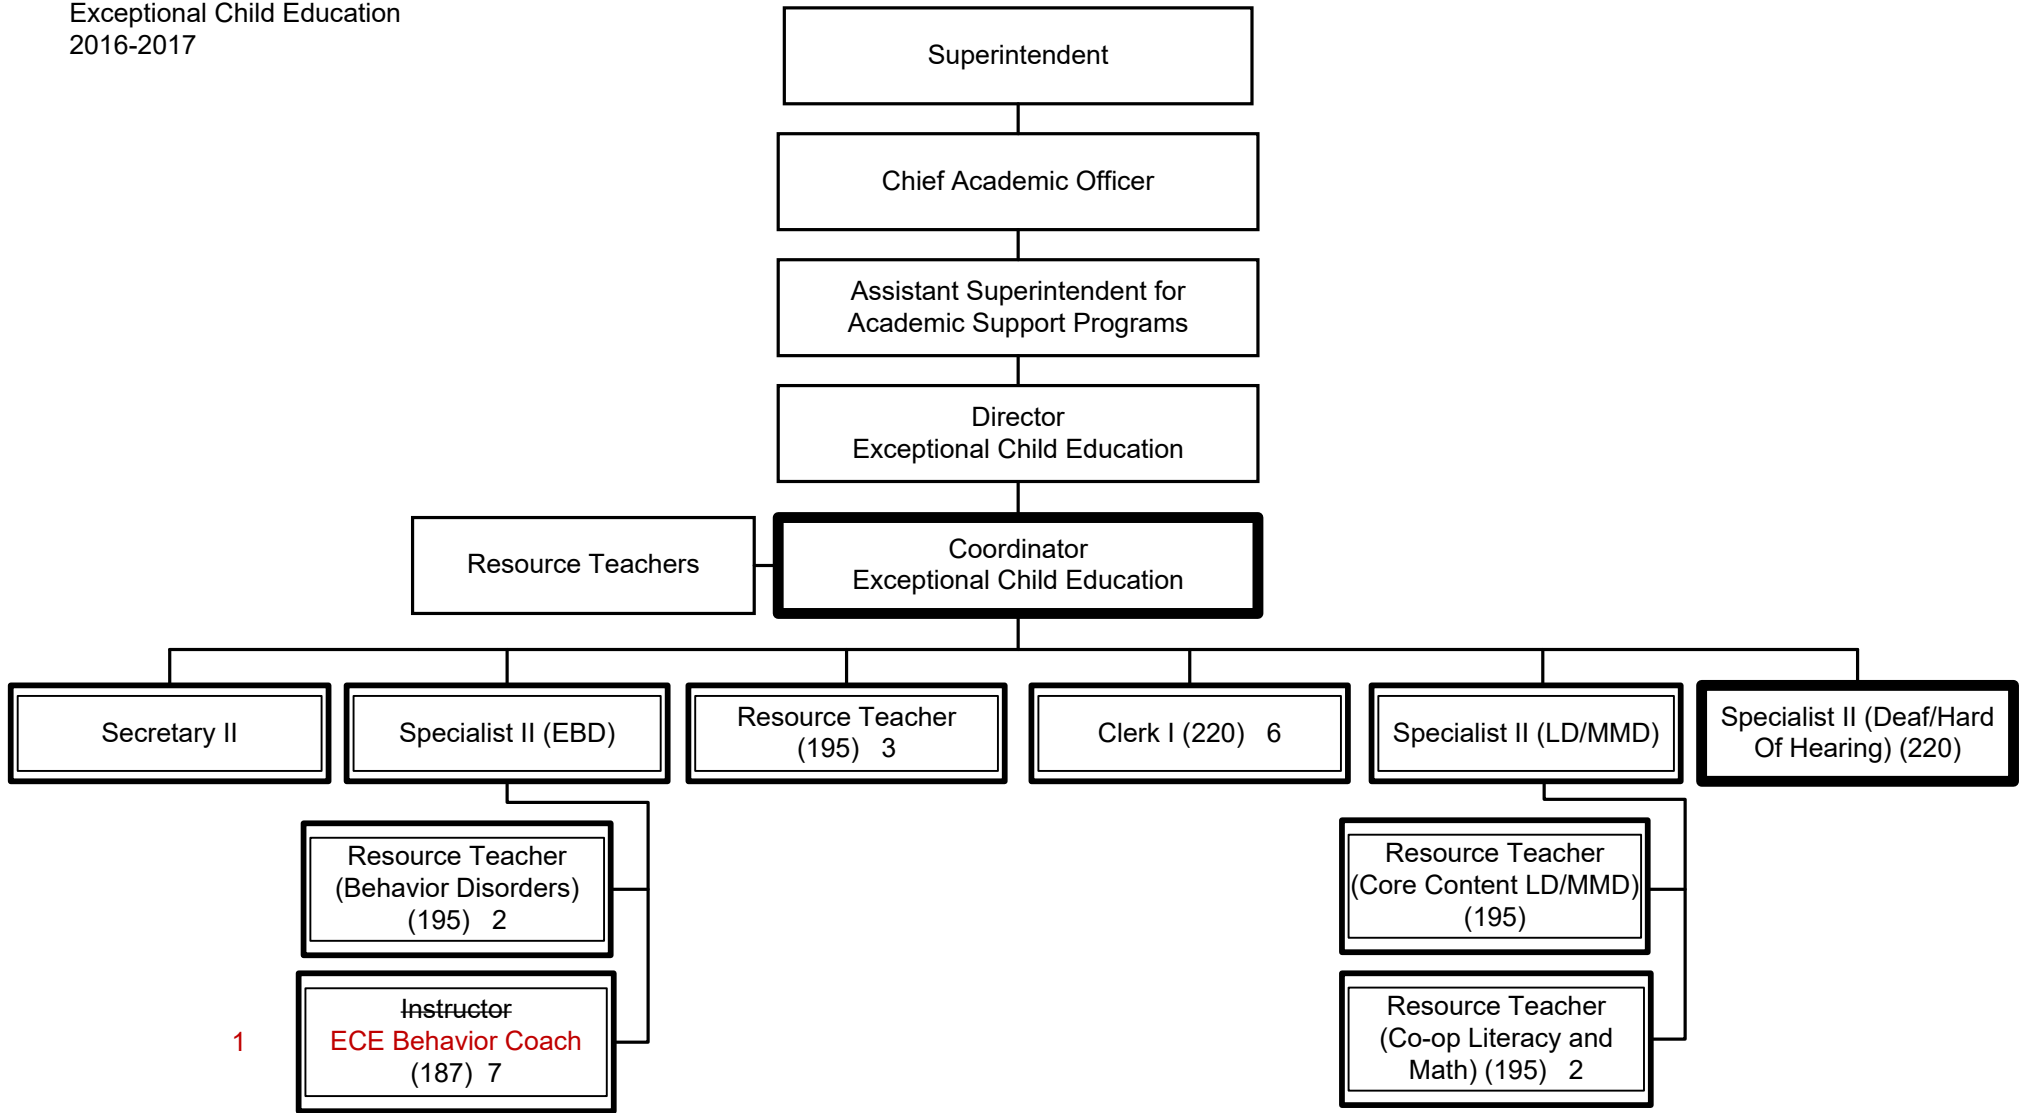 Exceptional Child Education
2016-2017
Superintendent
Chief Academic Officer
Assistant Superintendent for
Academic Support Programs
Director
Exceptional Child Education
Resource Teachers
Coordinator
Exceptional Child Education
Secretary II
Specialist II (EBD)
Resource Teacher
(195) 3
Clerk I (220) 6
Specialist II (LD/MMD)
Specialist II (Deaf/Hard
Of Hearing) (220)
Resource Teacher
(Behavior Disorders)
(195) 2
Instructor
1 ECE Behavior Coach
(187) 7
Resource Teacher
(Core Content LD/MMD)
(195)
Resource Teacher
(Co-op Literacy and
Math) (195) 2